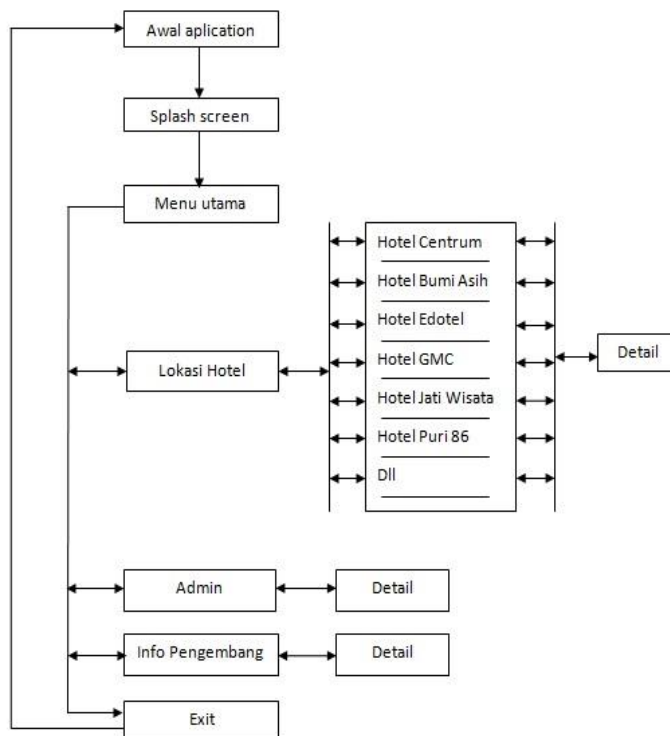 Awal aplication
Splash screen
Menu utama
Hotel Centrum
Hotel Bumi Asih
Hotel Edotel
Hotel GMC
Hotel Jati Wisata
Hotel Puri 86
Dll
Lokasi Hotel
Detail
Admin
Detail
Info Pengembang
Detail
Exit